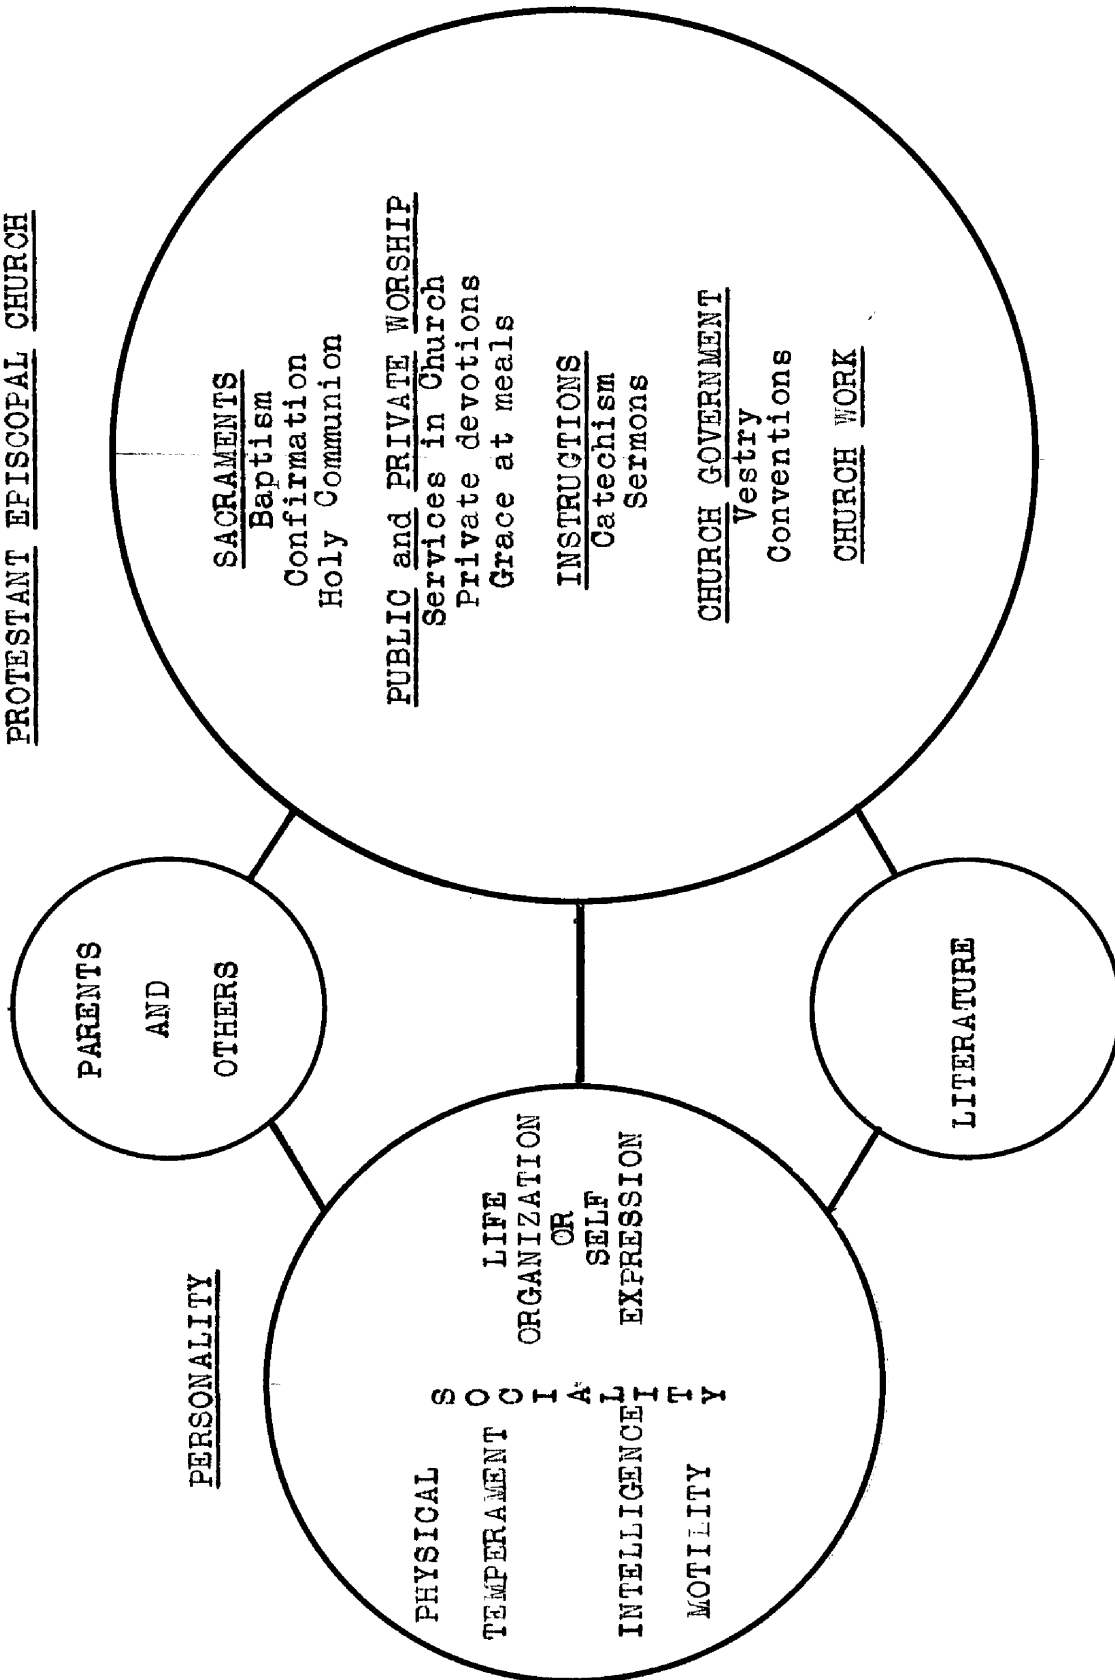 PROTESTANT EPISCOPAL CHURCH
PERSONALITY
PARENTS
AND
OTHERS
SACRAMENTS
Baptism
Confirmation
Holy Communion
PUBLIC and PRIVATE WORSHIP
Services in Church
Private devotions
Grace at meals
INSTRUCTIONS
Catechism
Sermons
CHURCH GOVERNMENT
Vestry
Conventions
CHURCH WORK
PHYSICAL
TEMPERAMENT
INTELLIGENCE
MOTILITY
SOCIALITY
LIFE
ORGANIZATION
OR
SELF
EXPRESSION
LITERATURE